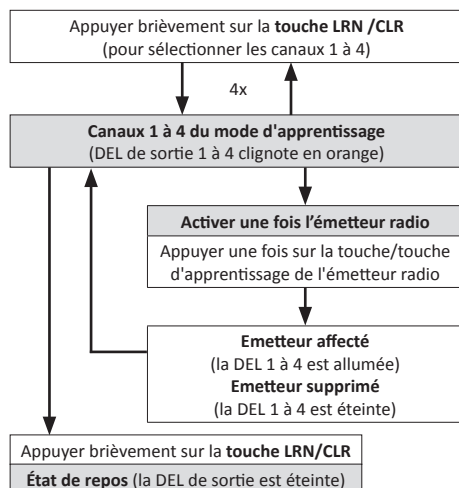 Appuyer brièvement sur la touche LRN /CLR
(pour sélectionner les canaux 1 à 4)
4x
Canaux 1 à 4 du mode d'apprentissage
(DEL de sortie 1 à 4 clignote en orange)
Activer une fois l’émetteur radio
Appuyer une fois sur la touche/touche
d'apprentissage de l'émetteur radio
Emetteur affecté
(la DEL 1 à 4 est allumée)
Emetteur supprimé
(la DEL 1 à 4 est éteinte)
Appuyer brièvement sur la touche LRN/CLR
État de repos (la DEL de sortie est éteinte)